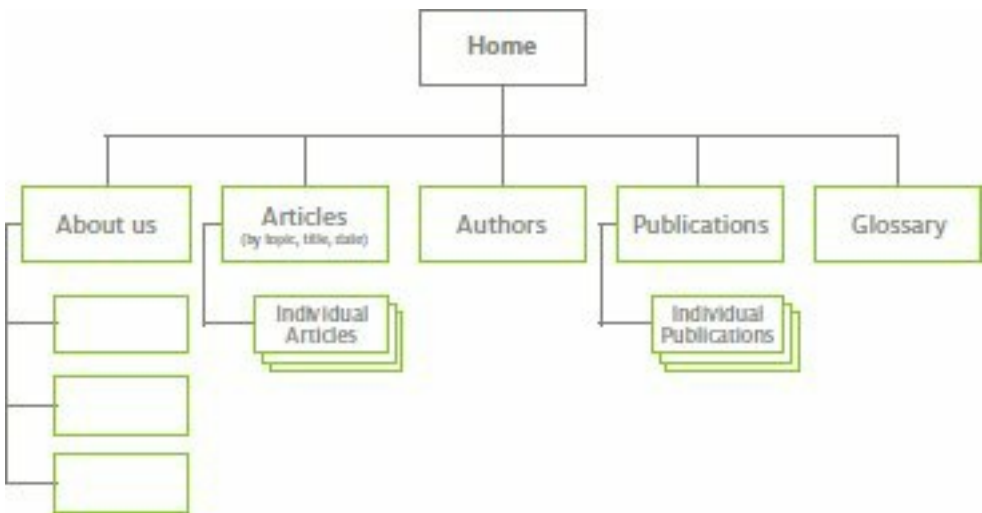 Home
About us
Articles
(by topic, title, date)
Authors
Publications
Glossary
Individual
Articles
Individual
Publications